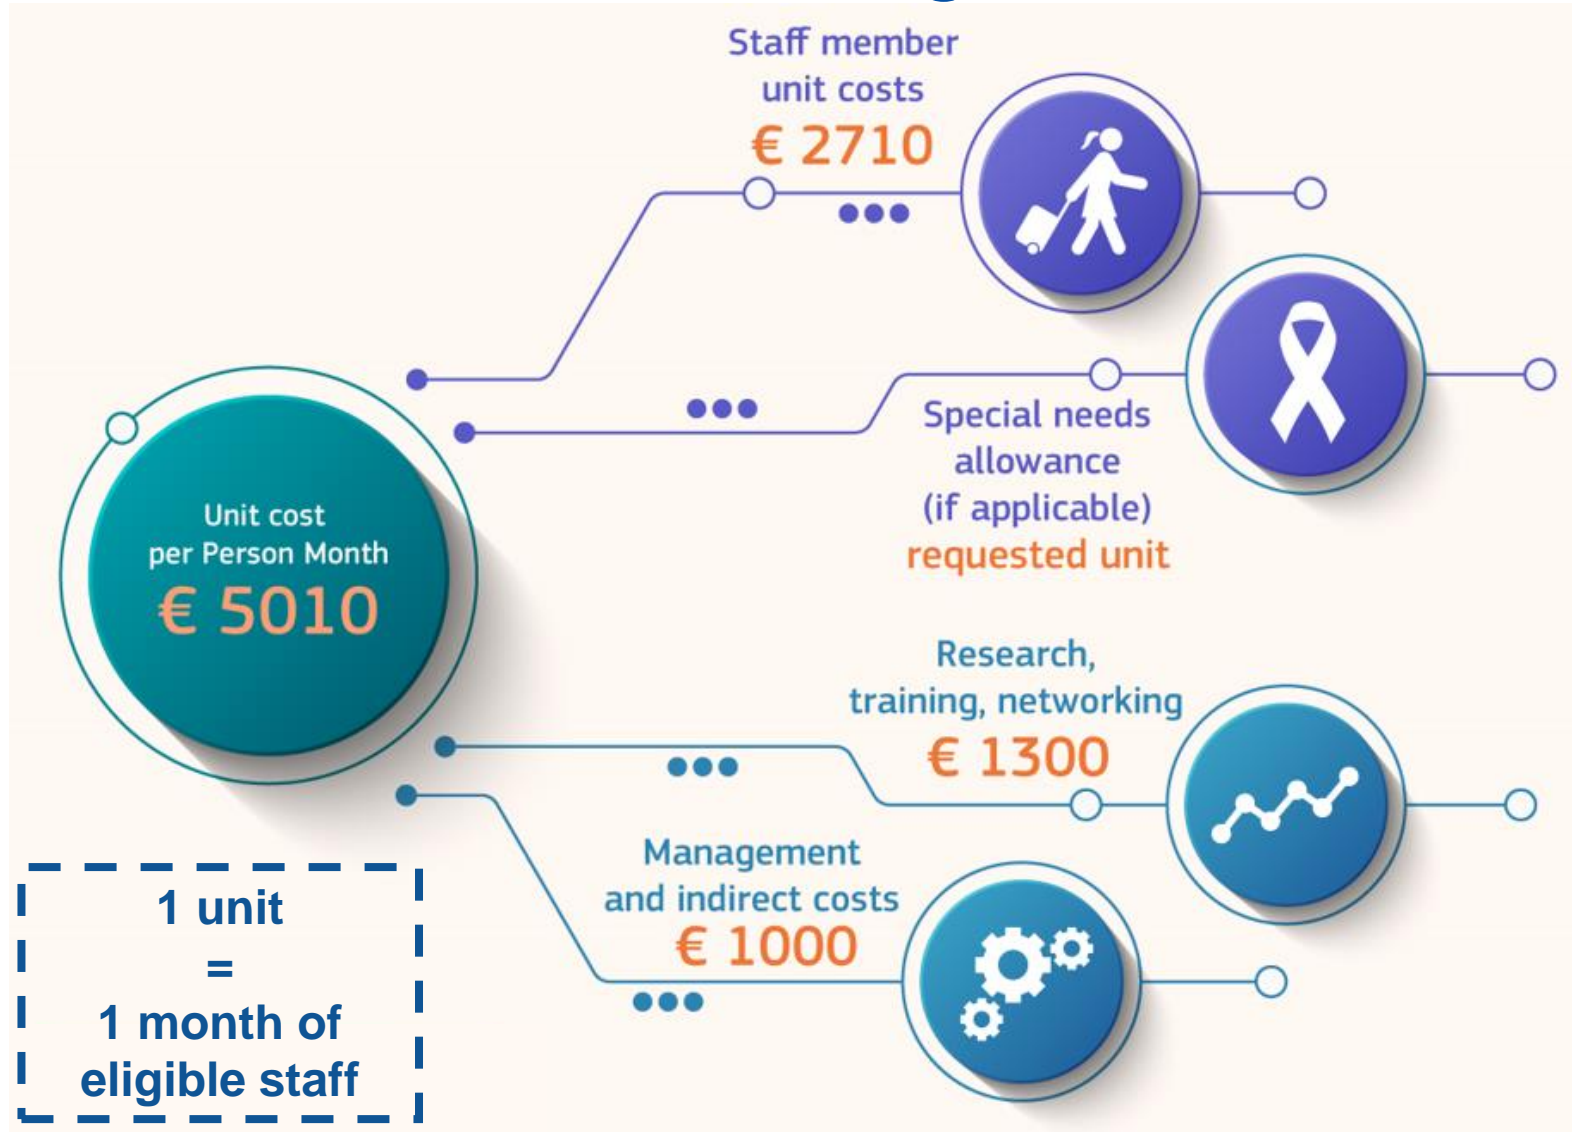 Staff member
unit costs
€ 2710
Special needs
allowance
(if applicable)
requested unit
Unit cost
per Person Month
€ 5010
Research,
training, networking
€ 1300
Management
and indirect costs
€ 1000
1 unit
=
1 month of
eligible staff